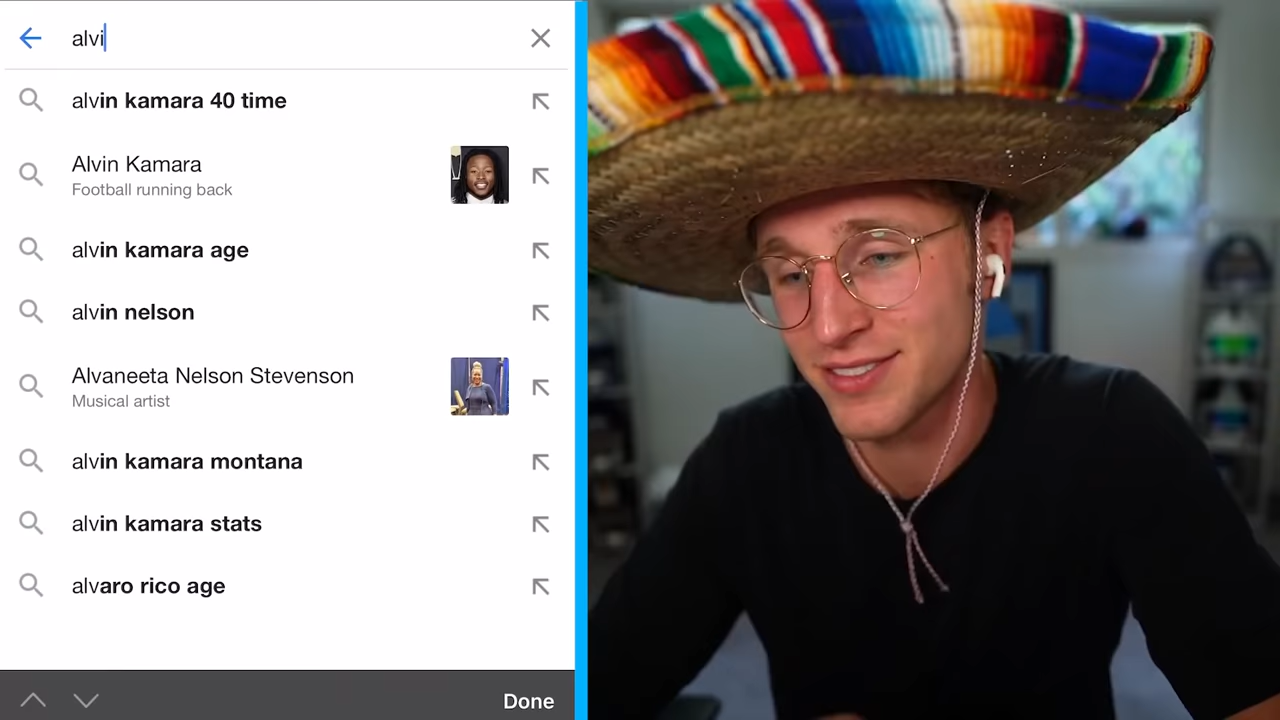 alvi
alvin kamara 40 time
Alvin Kamara
Football running back
alvin kamara age
alvin nelson
Alvaneeta Nelson Stevenson
Musical artist
alvin kamara montana
alvin kamara stats
alvaro rico age
Done